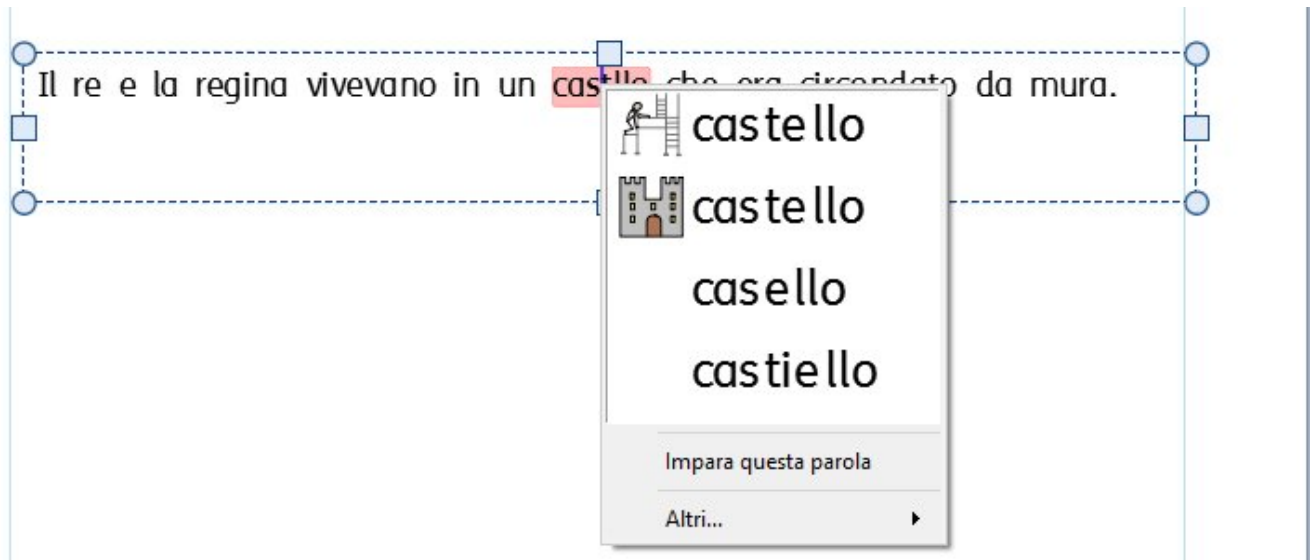 Il re e la regina vivevano in un castllo che era circondato da mura.
castello
castello
casello
castiello
Impara questa parola
Altri...